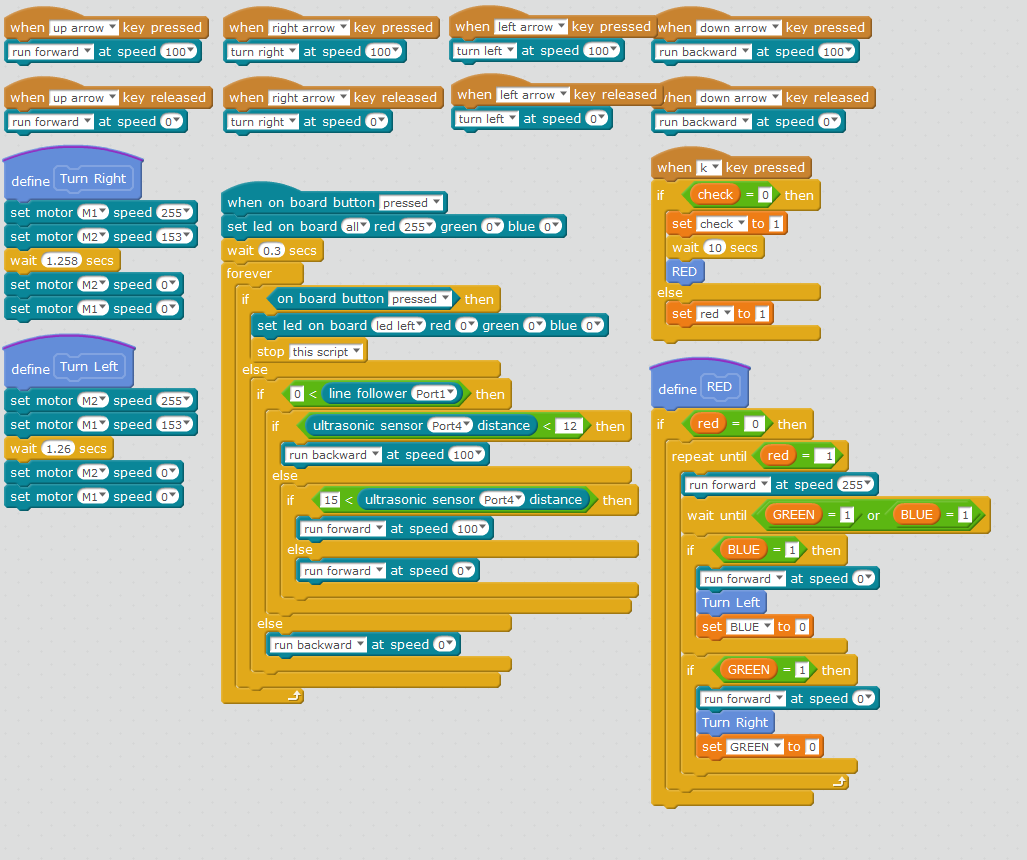 when up arrow key pressed
run forward at speed 100
when right arrow key pressed
turn right at speed 100
when left arrow key pressed
turn left at speed 100
when down arrow key pressed
run backward at speed 100
when up arrow key released
run forward at speed 0
when right arrow key released
turn right at speed 0
when left arrow key released
turn left at speed 0
when down arrow key released
run backward at speed 0
define Turn Right
set motor M1 speed 255
set motor M2 speed 153
wait 1.258 secs
set motor M2 speed 0
set motor M1 speed 0
define Turn Left
set motor M2 speed 255
set motor M1 speed 153
wait 1.26 secs
set motor M2 speed 0
set motor M1 speed 0
when on board button pressed
set led on board all red 255 green 0 blue 0
wait 0.3 secs
forever
if on board button pressed then
set led on board led left red 0 green 0 blue 0
stop this script
else
if 0 < line follower Port1 then
if ultrasonic sensor Port4 distance < 12 then
run backward at speed 100
else
if 15 < ultrasonic sensor Port4 distance then
run forward at speed 100
else
run forward at speed 0
else
run backward at speed 0
when k key pressed
if check = 0 then
set check to 1
wait 10 secs
RED
else
set red to 1
define RED
if red = 0 then
repeat until red = 1
run forward at speed 255
wait until GREEN = 1 or BLUE = 1
if BLUE = 1 then
run forward at speed 0
Turn Left
set BLUE to 0
if GREEN = 1 then
run forward at speed 0
Turn Right
set GREEN to 0